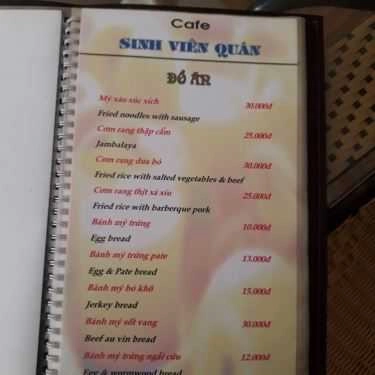 Cafe
SINH VIÊN QUÁN
ĐỒ ĂN
Mỳ xào xúc xích 30.000đ
Fried noodles with sausage
Cơm rang thập cẩm 25.000đ
Jambalaya
Cơm rang dưa bò 30.000đ
Fried rice with salted vegetables & beef
Cơm rang thịt xá xíu 25.000đ
Fried rice with barberque pork
Bánh mỳ trứng 10.000đ
Egg bread
Bánh mỳ trứng pate 13.000đ
Egg & Pate bread
Bánh mỳ bò khô 15.000đ
Jerkey bread
Bánh mỳ sốt vang 30.000đ
Beef au vin bread
Bánh mỳ trứng ngải cứu 12.000đ
Egg & wormwood bread